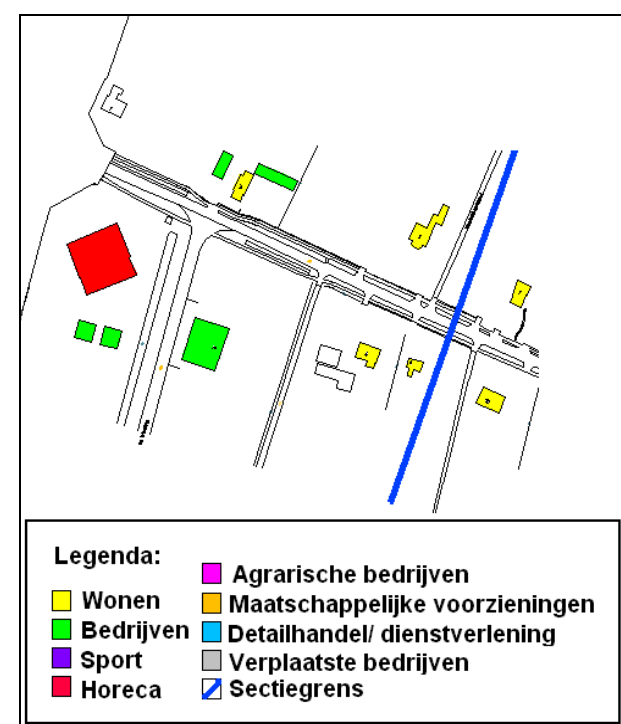 Legenda:
Wonen
Bedrijven
Sport
Horeca
Agrarische bedrijven
Maatschappelijke voorzieningen
Detailhandel/ dienstverlening
Verplaatste bedrijven
Sectiegrens